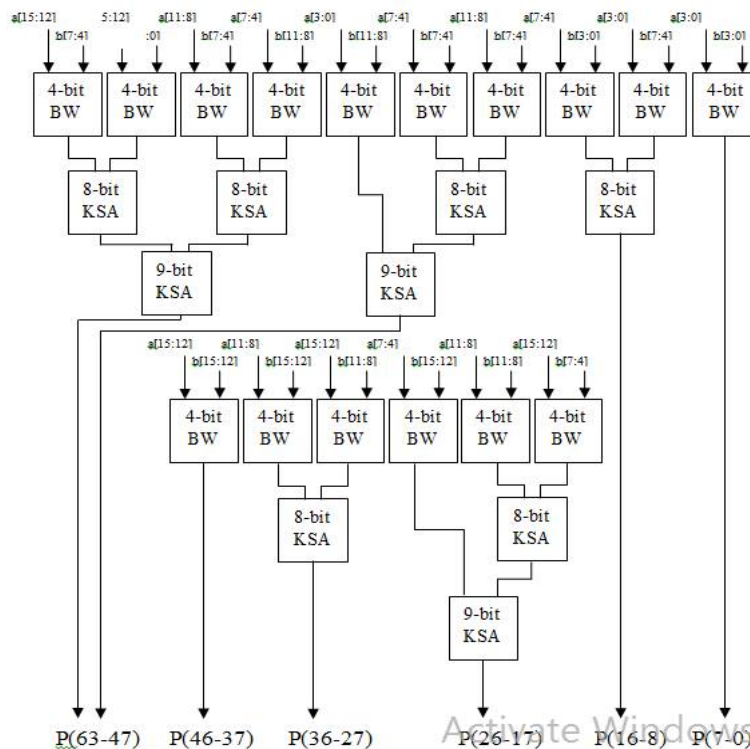 a[15:12] 5:12] a[11:8] a[7:4] a[3:0] a[7:4] a[11:8] a[7:4] a[3:0] a[3:0]
b[7:4] :0] b[7:4] b[11:8] b[11:8] b[7:4] b[7:4] b[3:0] b[7:4] b[3:0]
4-bit 4-bit 4-bit 4-bit 4-bit 4-bit 4-bit 4-bit 4-bit 4-bit
BW BW BW BW BW BW BW BW BW BW
8-bit 8-bit 8-bit 8-bit
KSA KSA KSA KSA
9-bit 9-bit
KSA KSA
a[15:12] a[11:8] a[15:12] a[7:4] a[11:8] a[15:12]
b[15:12] b[15:12] b[11:8] b[15:12] b[11:8] b[7:4]
4-bit 4-bit 4-bit 4-bit 4-bit 4-bit
BW BW BW BW BW BW
8-bit 8-bit
KSA KSA
9-bit
KSA
Activate Windows
P(63-47) P(46-37) P(36-27) P(26-17) P(16-8) P(7-0)